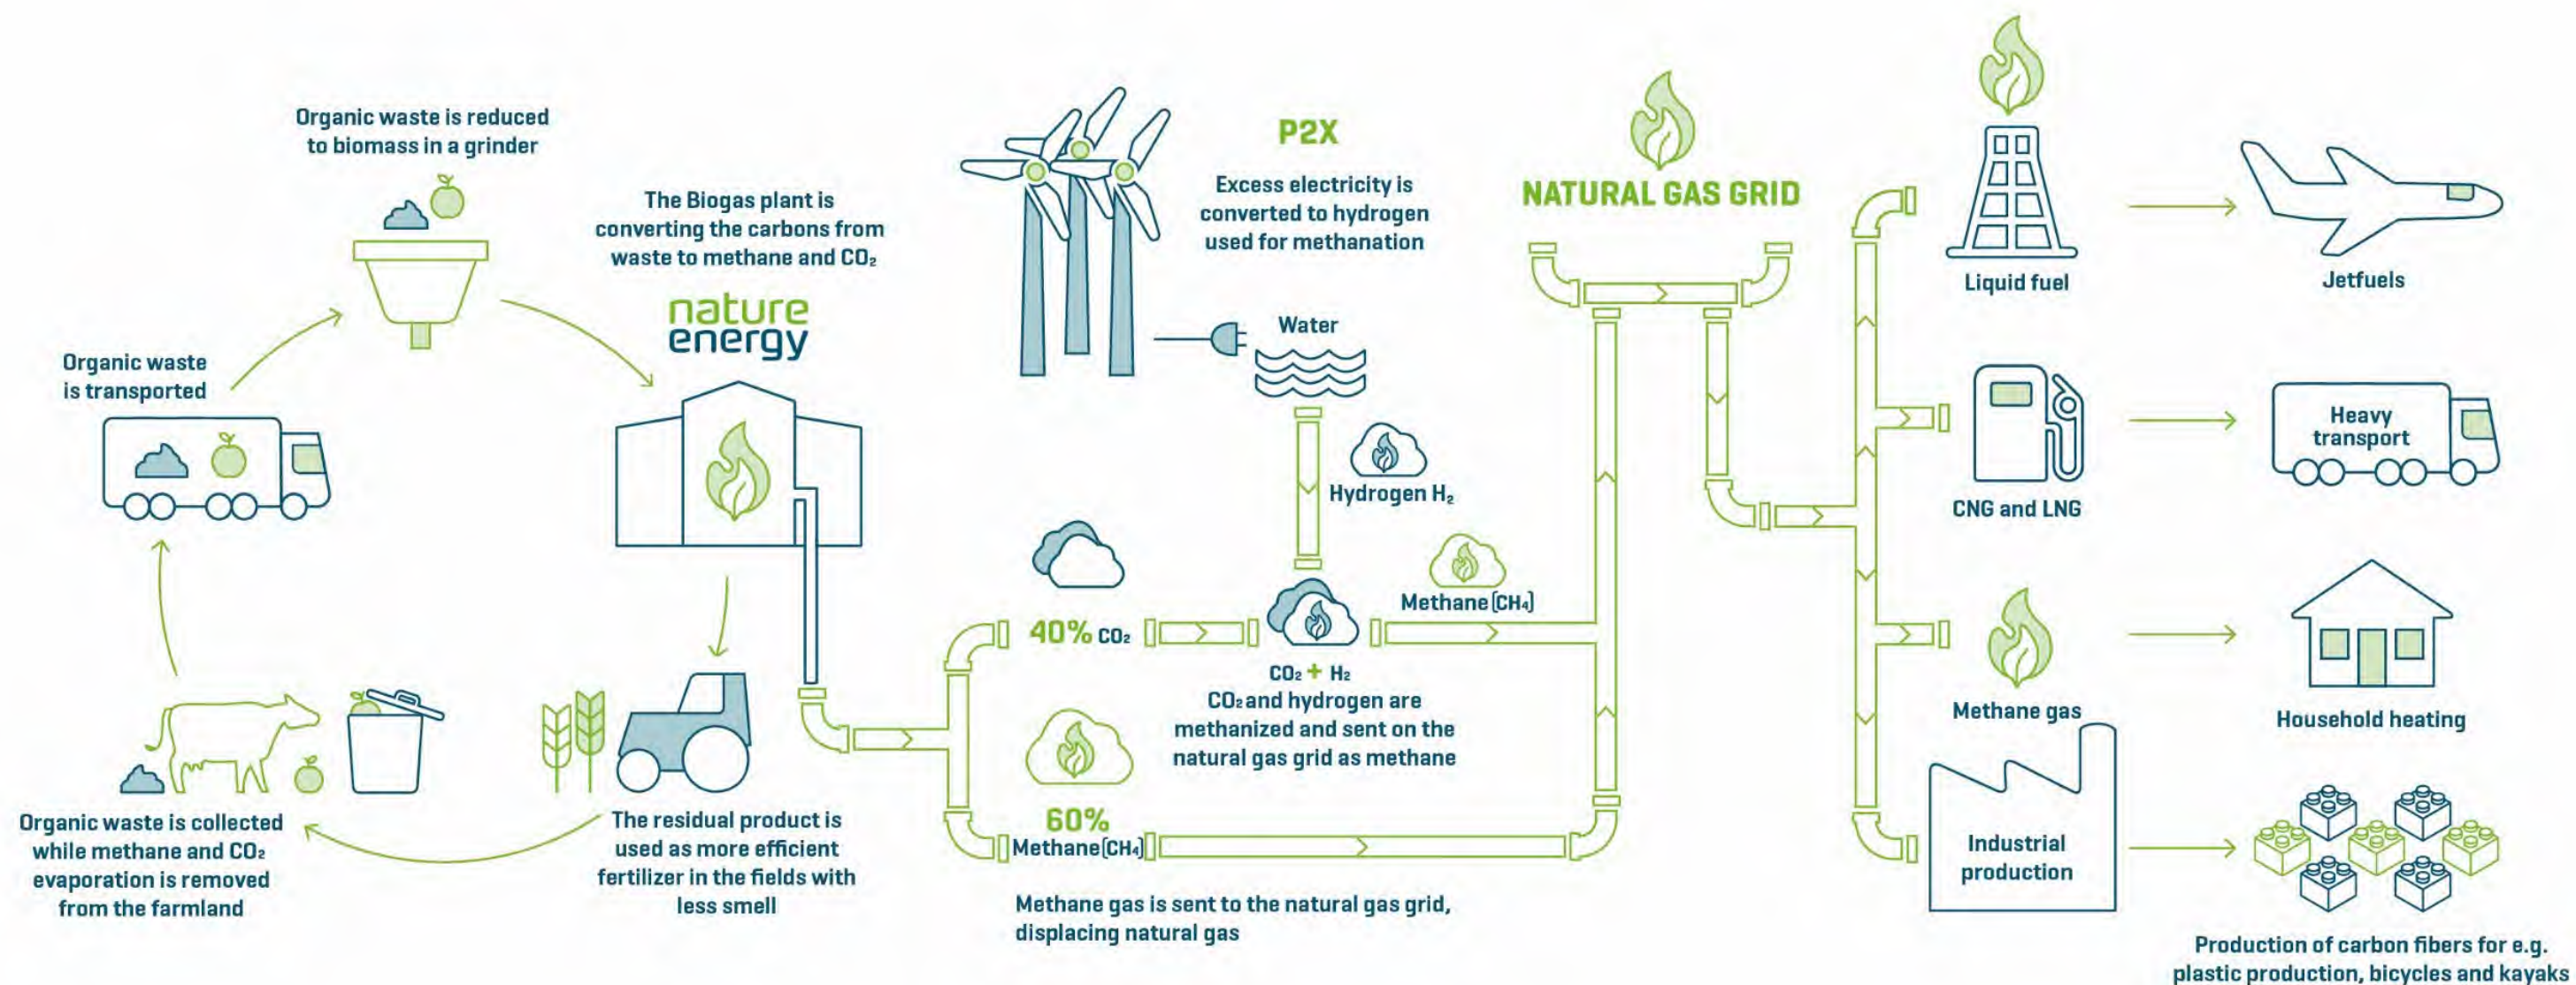 Organic waste is reduced
to biomass in a grinder
Organic waste
is transported
The Biogas plant is
converting the carbons from
waste to methane and CO₂
nature
energy
Organic waste is collected
while methane and CO₂
evaporation is removed
from the farmland
The residual product is
used as more efficient
fertilizer in the fields with
less smell
P2X
Excess electricity is
converted to hydrogen
used for methanation
Water
Hydrogen H₂
40% CO₂
Methane (CH₄)
CO₂ + H₂
CO₂ and hydrogen are
methanized and sent on the
natural gas grid as methane
60%
Methane (CH₄)
Methane gas is sent to the natural gas grid,
displacing natural gas
NATURAL GAS GRID
Liquid fuel
Jetfuels
CNG and LNG
Heavy
transport
Methane gas
Household heating
Industrial
production
Production of carbon fibers for e.g.
plastic production, bicycles and kayaks